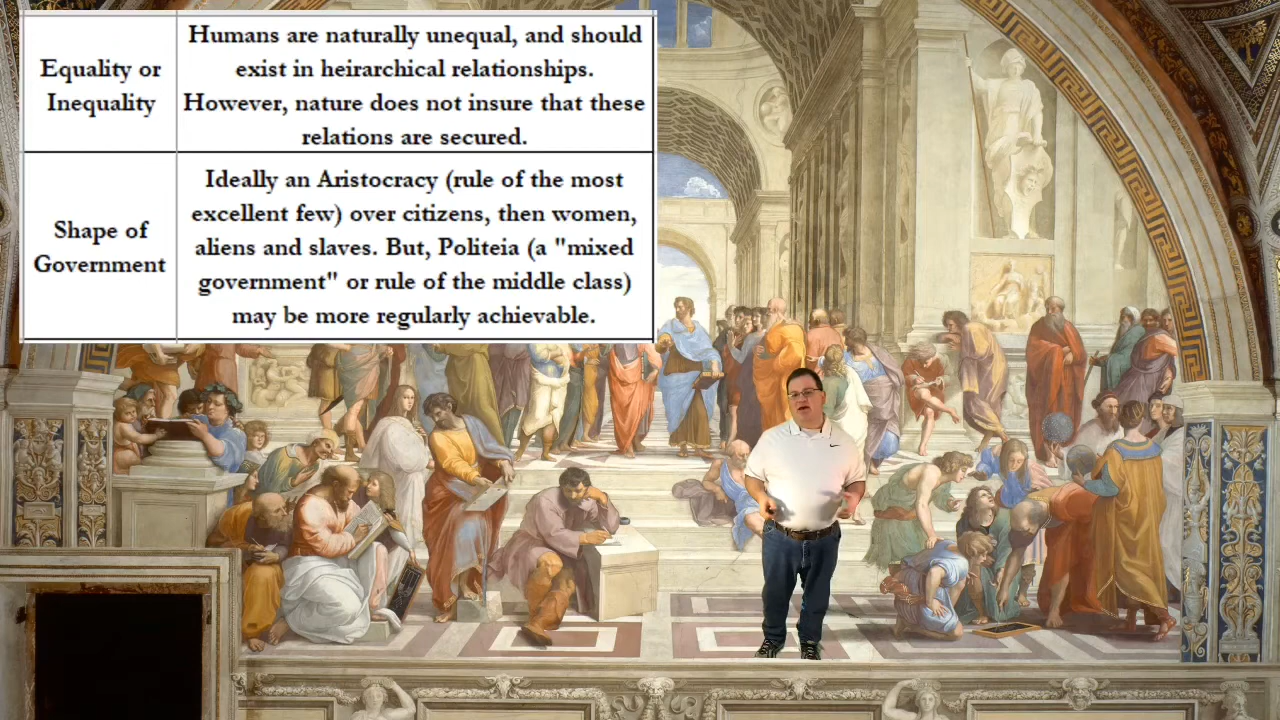 Equality or
Inequality
Humans are naturally unequal, and should
exist in heirarchical relationships.
However, nature does not insure that these
relations are secured.
Shape of
Government
Ideally an Aristocracy (rule of the most
excellent few) over citizens, then women,
aliens and slaves. But, Politeia (a "mixed
government" or rule of the middle class)
may be more regularly achievable.